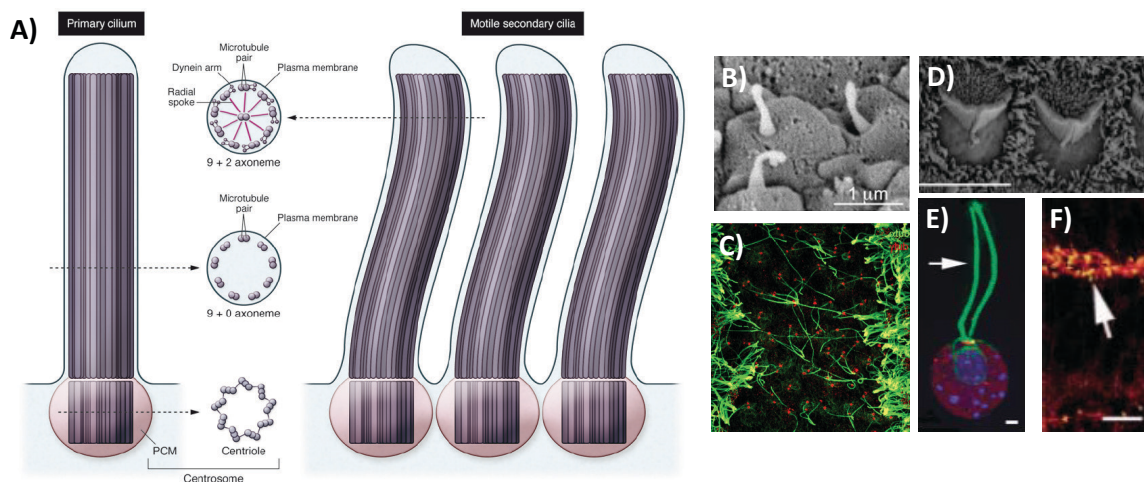 A)
Primary cilium
Motile secondary cilia
Microtubule
pair
Dynein arm
Plasma membrane
Radial
spoke
9 + 2 axoneme
Microtubule
pair
Plasma membrane
9 + 0 axoneme
PCM
Centriole
Centrosome
B)
1 µm
C)
D)
E)
F)